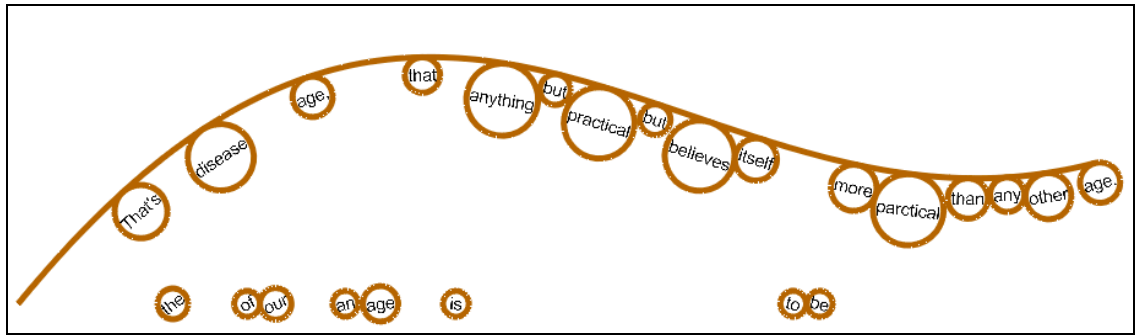 That's disease age, that anything but practical but believes itself more parctical than any other age.
the of our an age is to be